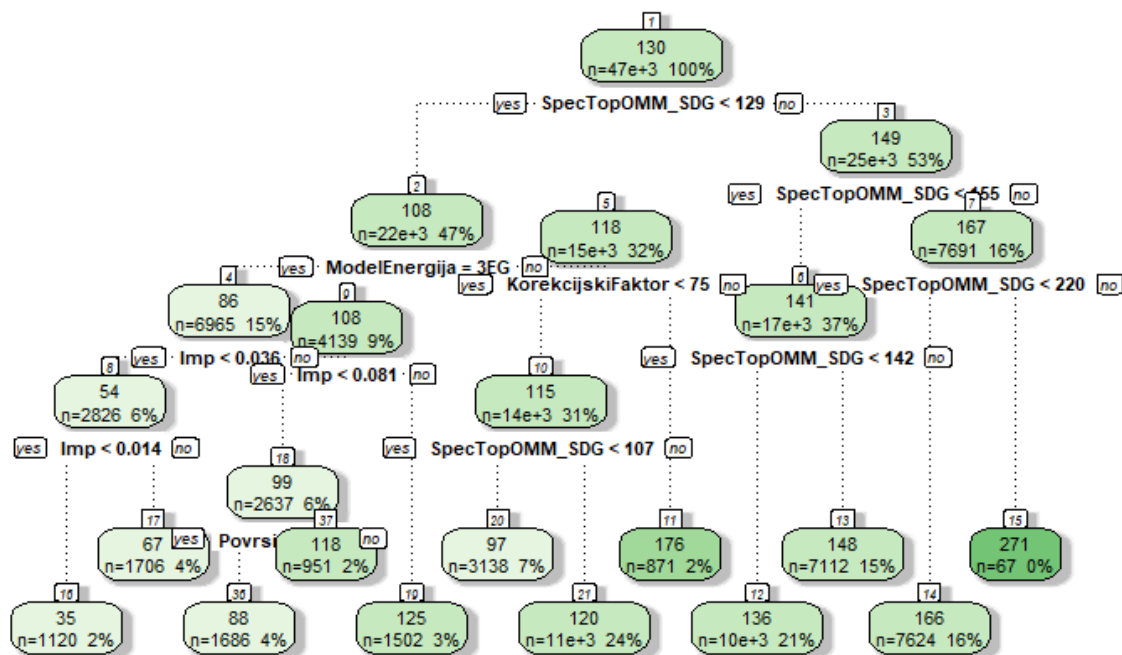 1
130
n=47e+3 100%
yes SpecTopOMM_SDG < 129 no
3
149
n=25e+3 53%
2
108
n=22e+3 47%
5
118
n=15e+3 32%
yes SpecTopOMM_SDG < 155 no
7
167
n=7691 16%
4
86
n=6965 15%
yes ModelEnergija = 3EG no
9
108
n=4139 9%
yes KorekcijskiFaktor < 75 no
6
141
n=17e+3 37%
yes SpecTopOMM_SDG < 220 no
8
54
n=2826 6%
yes Imp < 0.036 no
yes Imp < 0.081 no
10
115
n=14e+3 31%
yes SpecTopOMM_SDG < 142 no
yes Imp < 0.014 no
18
99
n=2637 6%
yes SpecTopOMM_SDG < 107 no
17
67
n=1706 4%
yes Povrsi no
37
118
n=951 2%
20
97
n=3138 7%
11
176
n=871 2%
13
148
n=7112 15%
15
271
n=67 0%
16
35
n=1120 2%
36
88
n=1686 4%
19
125
n=1502 3%
21
120
n=11e+3 24%
12
136
n=10e+3 21%
14
166
n=7624 16%